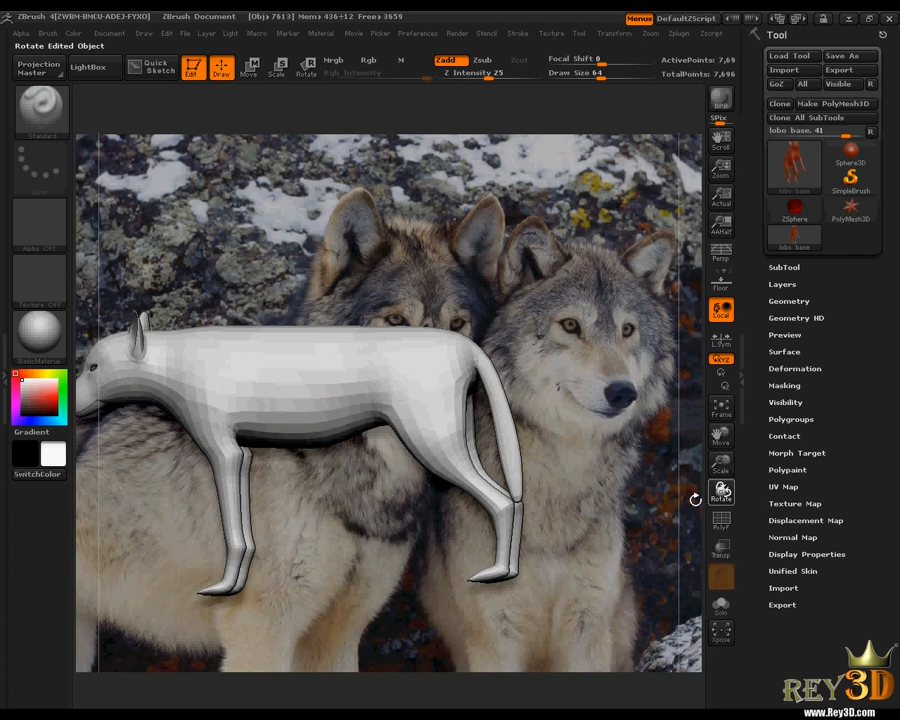 ZBrush 4[ZWBM-BMCU-ADEJ-FYXO] ZBrush Document [Obj▸7613] Mem▸436+12 Free▸3659 Menus DefaultZScript
Alpha Brush Color Document Draw Edit File Layer Light Macro Marker Material Movie Picker Preferences Render Stencil Stroke Texture Tool Transform Zoom Zplugin Zscript
Tool
Rotate Edited Object
Projection Master
LightBox
Quick Sketch
Edit Draw Move Scale Rotate
Mrgb Rgb M
Rgb Intensity
Zadd Zsub Zcut
Z Intensity 25
Focal Shift 0
Draw Size 64
ActivePoints: 7,69
TotalPoints: 7,696
Load Tool Save As
Import Export
GoZ All Visible R
Clone Make PolyMesh3D
Clone All SubTools
lobo base. 41 R
Sphere3D
lobo base SimpleBrush
ZSphere PolyMesh3D
lobo base
SubTool
Layers
Geometry
Geometry HD
Preview
Surface
Deformation
Masking
Visibility
Polygroups
Contact
Morph Target
Polypaint
UV Map
Texture Map
Displacement Map
Normal Map
Display Properties
Unified Skin
Import
Export
Standard
Alpha Off
Texture Off
BasicMaterial
Gradient
SwitchColor
BPR
SPix
Scroll
Zoom
Actual
AAHalf
Persp
Floor
Local
L.Sym
XYZ
Frame
Move
Scale
Rotate
PolyF
Transp
Solo
Xpose
REY3D
www.Rey3D.com